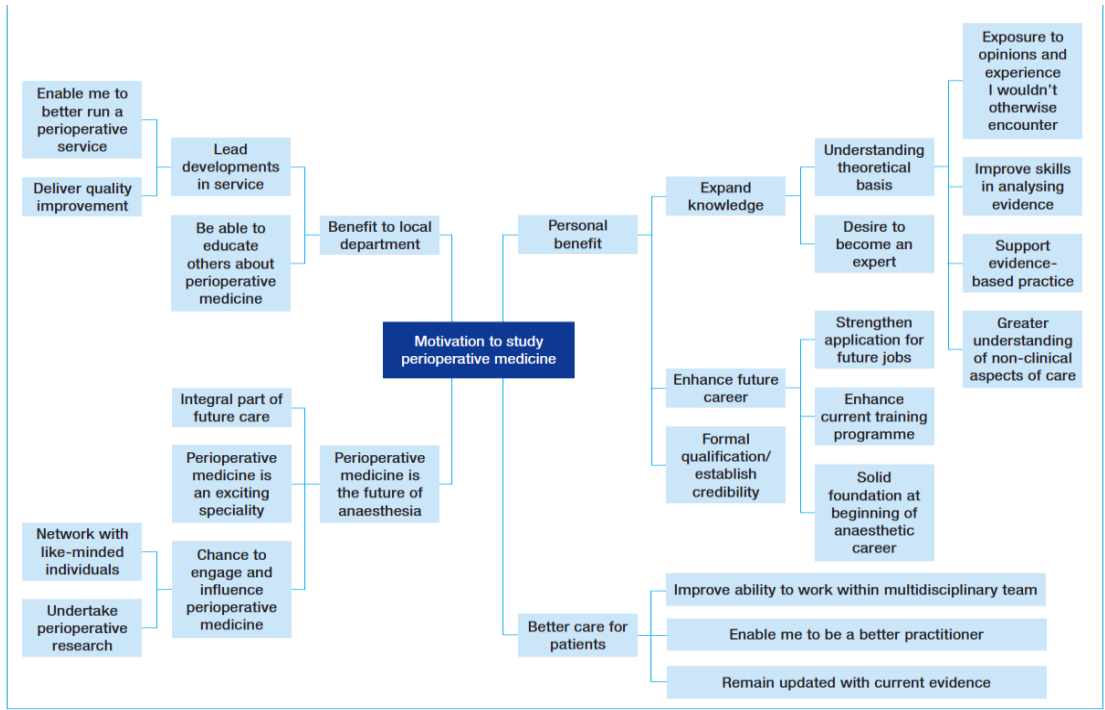 Enable me to
better run a
perioperative
service
Deliver quality
improvement
Lead
developments
in service
Be able to
educate
others about
perioperative
medicine
Benefit to local
department
Motivation to study
perioperative medicine
Integral part of
future care
Perioperative
medicine is
an exciting
speciality
Chance to
engage and
influence
perioperative
medicine
Network with
like-minded
individuals
Undertake
perioperative
research
Perioperative
medicine is
the future of
anaesthesia
Personal
benefit
Expand
knowledge
Understanding
theoretical
basis
Desire to
become an
expert
Exposure to
opinions and
experience
I wouldn’t
otherwise
encounter
Improve skills
in analysing
evidence
Support
evidence-
based practice
Greater
understanding
of non-clinical
aspects of care
Enhance future
career
Strengthen
application for
future jobs
Enhance
current training
programme
Solid
foundation at
beginning of
anaesthetic
career
Formal
qualification/
establish
credibility
Better care for
patients
Improve ability to work within multidisciplinary team
Enable me to be a better practitioner
Remain updated with current evidence